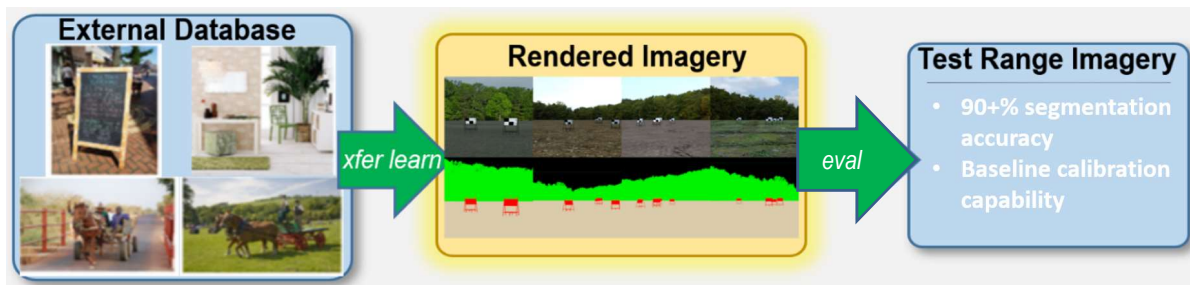 External Database
xfer learn
Rendered Imagery
eval
Test Range Imagery
• 90+% segmentation
accuracy
• Baseline calibration
capability